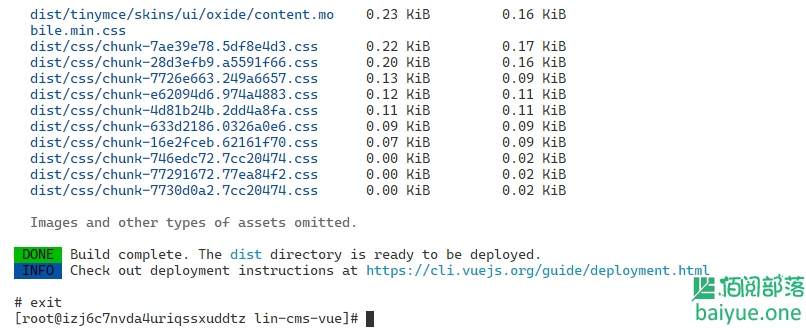 dist/tinymce/skins/ui/oxide/content.mo 0.23 KiB 0.16 KiB
bile.min.css
dist/css/chunk-7ae39e78.5df8e4d3.css 0.22 KiB 0.17 KiB
dist/css/chunk-28d3efb9.a5591f66.css 0.20 KiB 0.16 KiB
dist/css/chunk-7726e663.249a6657.css 0.13 KiB 0.09 KiB
dist/css/chunk-e62094d6.974a4883.css 0.12 KiB 0.11 KiB
dist/css/chunk-4d81b24b.2dd4a8fa.css 0.11 KiB 0.11 KiB
dist/css/chunk-633d2186.0326a0e6.css 0.09 KiB 0.09 KiB
dist/css/chunk-16e2fceb.62161f70.css 0.07 KiB 0.09 KiB
dist/css/chunk-746edc72.7cc20474.css 0.00 KiB 0.02 KiB
dist/css/chunk-77291672.77ea84f2.css 0.00 KiB 0.02 KiB
dist/css/chunk-7730d0a2.7cc20474.css 0.00 KiB 0.02 KiB
Images and other types of assets omitted.
DONE Build complete. The dist directory is ready to be deployed.
INFO Check out deployment instructions at https://cli.vuejs.org/guide/deployment.html
# exit
[root@izj6c7nvda4uriqssxuddtz lin-cms-vue]#
佰阅部落
baiyue.one